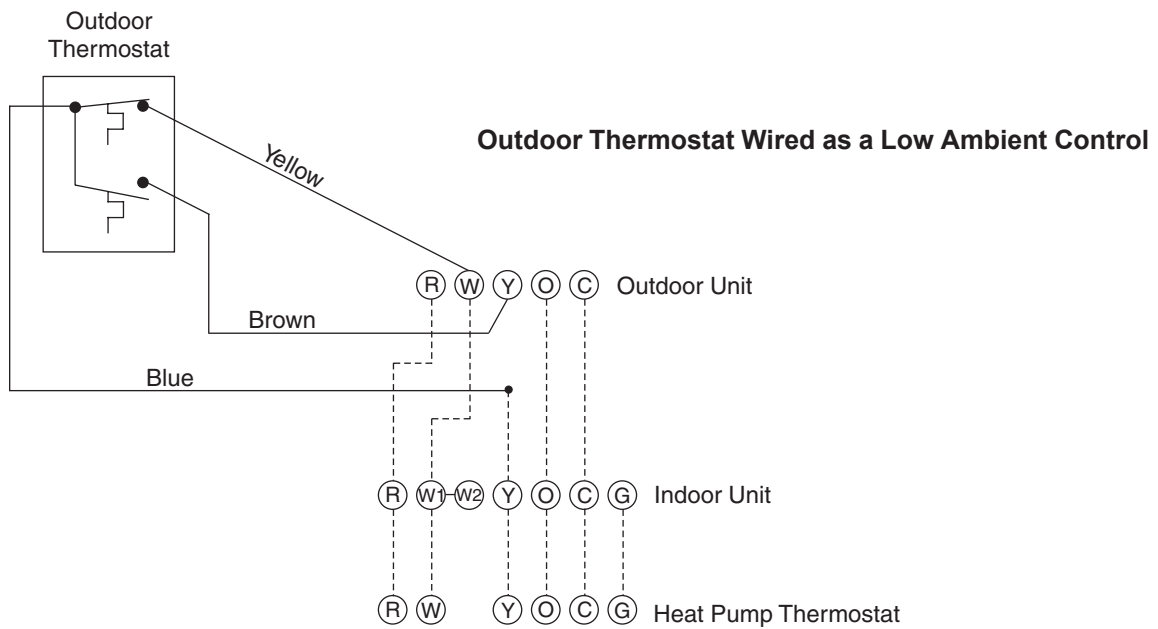 Outdoor
Thermostat
Outdoor Thermostat Wired as a Low Ambient Control
Yellow
R W Y O C Outdoor Unit
Brown
Blue
R W1 W2 Y O C G Indoor Unit
R W Y O C G Heat Pump Thermostat